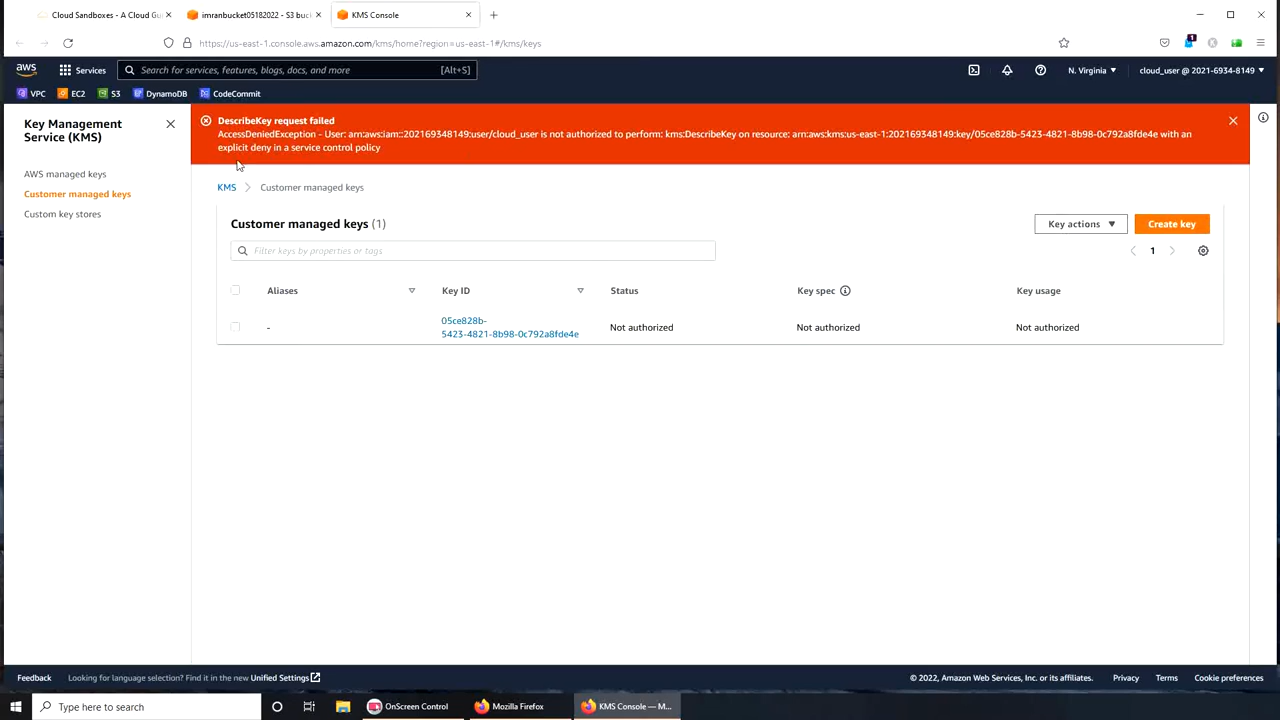 Cloud Sandboxes - A Cloud Gu
imranbucket05182022 - S3 buc
KMS Console
https://us-east-1.console.aws.amazon.com/kms/home?region=us-east-1#/kms/keys
1
aws
Services
Search for services, features, blogs, docs, and more
[Alt+S]
N. Virginia
cloud_user @ 2021-6934-8149
VPC
EC2
S3
DynamoDB
CodeCommit
Key Management
Service (KMS)
AWS managed keys
Customer managed keys
Custom key stores
DescribeKey request failed
AccessDeniedException - User: arn:aws:iam::202169348149:user/cloud_user is not authorized to perform: kms:DescribeKey on resource: arn:aws:kms:us-east-1:202169348149:key/05ce828b-5423-4821-8b98-0c792a8fde4e with an
explicit deny in a service control policy
KMS
Customer managed keys
Customer managed keys (1)
Key actions
Create key
Filter keys by properties or tags
1
Aliases
Key ID
Status
Key spec
Key usage
-
05ce828b-
5423-4821-8b98-0c792a8fde4e
Not authorized
Not authorized
Not authorized
Feedback
Looking for language selection? Find it in the new Unified Settings
© 2022, Amazon Web Services, Inc. or its affiliates.
Privacy
Terms
Cookie preferences
Type here to search
OnScreen Control
Mozilla Firefox
KMS Console — M...